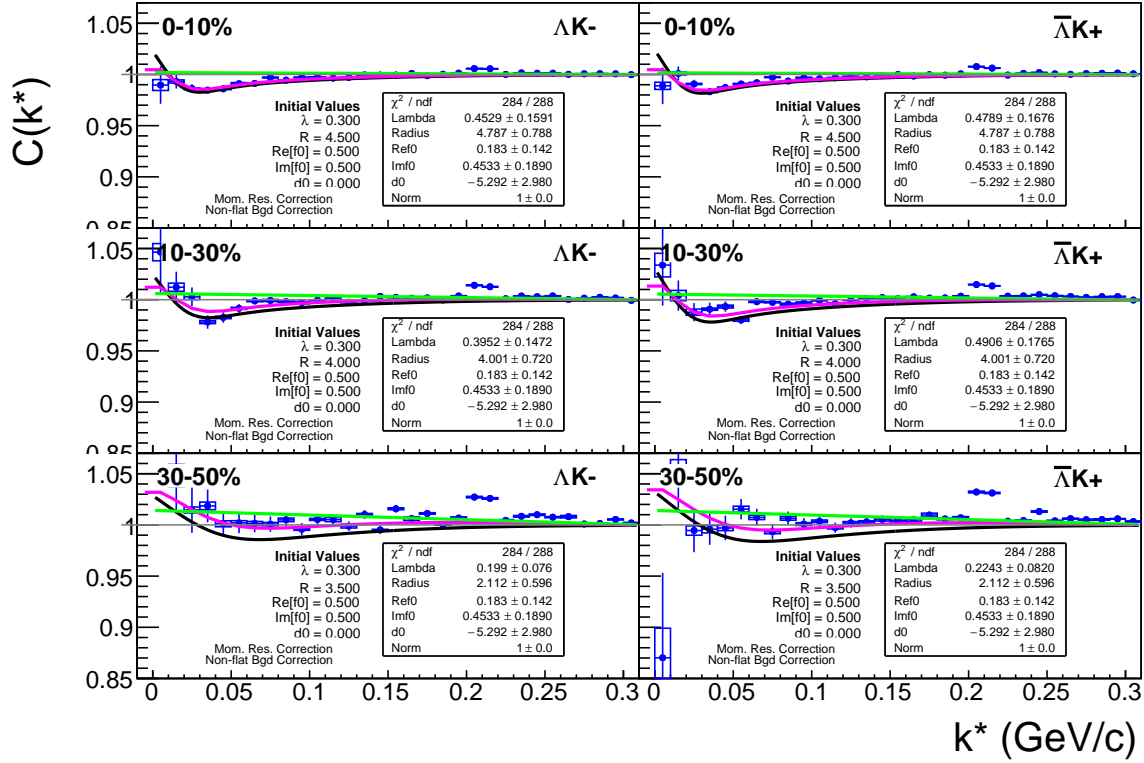 C(k*)
1.05
1
0.95
0.9
0.85
0-10%
ΛK-
Initial Values
λ = 0.300
R = 4.500
Re[f0] = 0.500
Im[f0] = 0.500
d0 = 0.000
Mom. Res. Correction
Non-flat Bgd Correction
χ² / ndf 284 / 288
Lambda 0.4529 ± 0.1591
Radius 4.787 ± 0.788
Ref0 0.183 ± 0.142
Imf0 0.4533 ± 0.1890
d0 −5.292 ± 2.980
Norm 1 ± 0.0
0-10%
Λ̅K+
Initial Values
λ = 0.300
R = 4.500
Re[f0] = 0.500
Im[f0] = 0.500
d0 = 0.000
Mom. Res. Correction
Non-flat Bgd Correction
χ² / ndf 284 / 288
Lambda 0.4789 ± 0.1676
Radius 4.787 ± 0.788
Ref0 0.183 ± 0.142
Imf0 0.4533 ± 0.1890
d0 −5.292 ± 2.980
Norm 1 ± 0.0
1.05
1
0.95
0.9
0.85
10-30%
ΛK-
Initial Values
λ = 0.300
R = 4.000
Re[f0] = 0.500
Im[f0] = 0.500
d0 = 0.000
Mom. Res. Correction
Non-flat Bgd Correction
χ² / ndf 284 / 288
Lambda 0.3952 ± 0.1472
Radius 4.001 ± 0.720
Ref0 0.183 ± 0.142
Imf0 0.4533 ± 0.1890
d0 −5.292 ± 2.980
Norm 1 ± 0.0
10-30%
Λ̅K+
Initial Values
λ = 0.300
R = 4.000
Re[f0] = 0.500
Im[f0] = 0.500
d0 = 0.000
Mom. Res. Correction
Non-flat Bgd Correction
χ² / ndf 284 / 288
Lambda 0.4906 ± 0.1765
Radius 4.001 ± 0.720
Ref0 0.183 ± 0.142
Imf0 0.4533 ± 0.1890
d0 −5.292 ± 2.980
Norm 1 ± 0.0
1.05
1
0.95
0.9
0.85
30-50%
ΛK-
Initial Values
λ = 0.300
R = 3.500
Re[f0] = 0.500
Im[f0] = 0.500
d0 = 0.000
Mom. Res. Correction
Non-flat Bgd Correction
χ² / ndf 284 / 288
Lambda 0.199 ± 0.076
Radius 2.112 ± 0.596
Ref0 0.183 ± 0.142
Imf0 0.4533 ± 0.1890
d0 −5.292 ± 2.980
Norm 1 ± 0.0
30-50%
Λ̅K+
Initial Values
λ = 0.300
R = 3.500
Re[f0] = 0.500
Im[f0] = 0.500
d0 = 0.000
Mom. Res. Correction
Non-flat Bgd Correction
χ² / ndf 284 / 288
Lambda 0.2243 ± 0.0820
Radius 2.112 ± 0.596
Ref0 0.183 ± 0.142
Imf0 0.4533 ± 0.1890
d0 −5.292 ± 2.980
Norm 1 ± 0.0
0 0.05 0.1 0.15 0.2 0.25 0.3 0 0.05 0.1 0.15 0.2 0.25 0.3
k* (GeV/c)